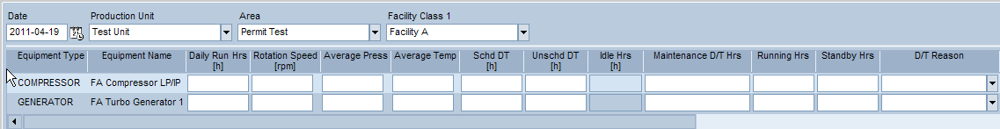 Date Production Unit Area Facility Class 1
2011-04-19 Test Unit Permit Test Facility A
Equipment Type Equipment Name Daily Run Hrs Rotation Speed Average Press Average Temp Schd DT Unschd DT Idle Hrs Maintenance D/T Hrs Running Hrs Standby Hrs D/T Reason
[h] [rpm] [h] [h] [h]
COMPRESSOR FA Compressor LP/IP
GENERATOR FA Turbo Generator 1